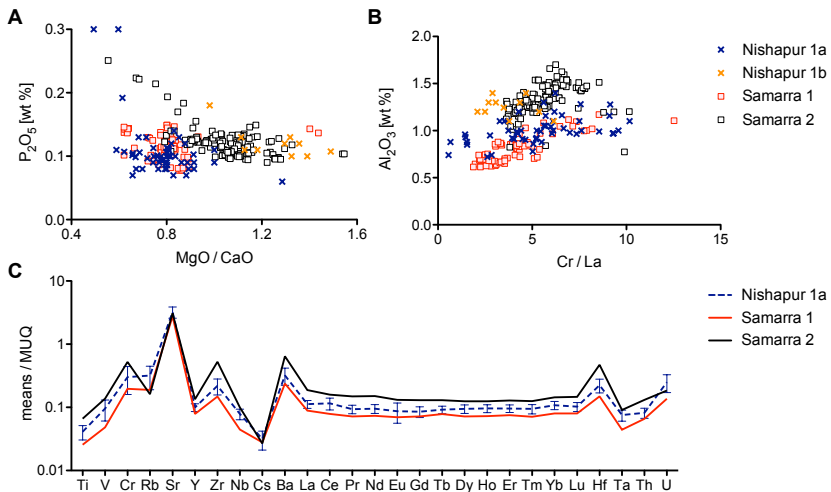 A
P₂O₅ [wt %]
0.3
0.2
0.1
0.0
0.4 0.8 1.2 1.6
MgO / CaO
B
Al₂O₃ [wt %]
2.0
1.5
1.0
0.5
0.0
0 5 10 15
Cr / La
Nishapur 1a
Nishapur 1b
Samarra 1
Samarra 2
C
means / MUQ
10
1
0.1
0.01
Ti V Cr Rb Sr Y Zr Nb Cs Ba La Ce Pr Nd Eu Gd Tb Dy Ho Er Tm Yb Lu Hf Ta Th U
Nishapur 1a
Samarra 1
Samarra 2